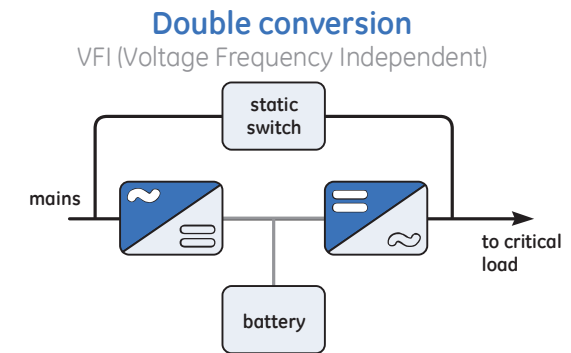 Double conversion
VFI (Voltage Frequency Independent)
static
switch
mains
to critical
load
battery